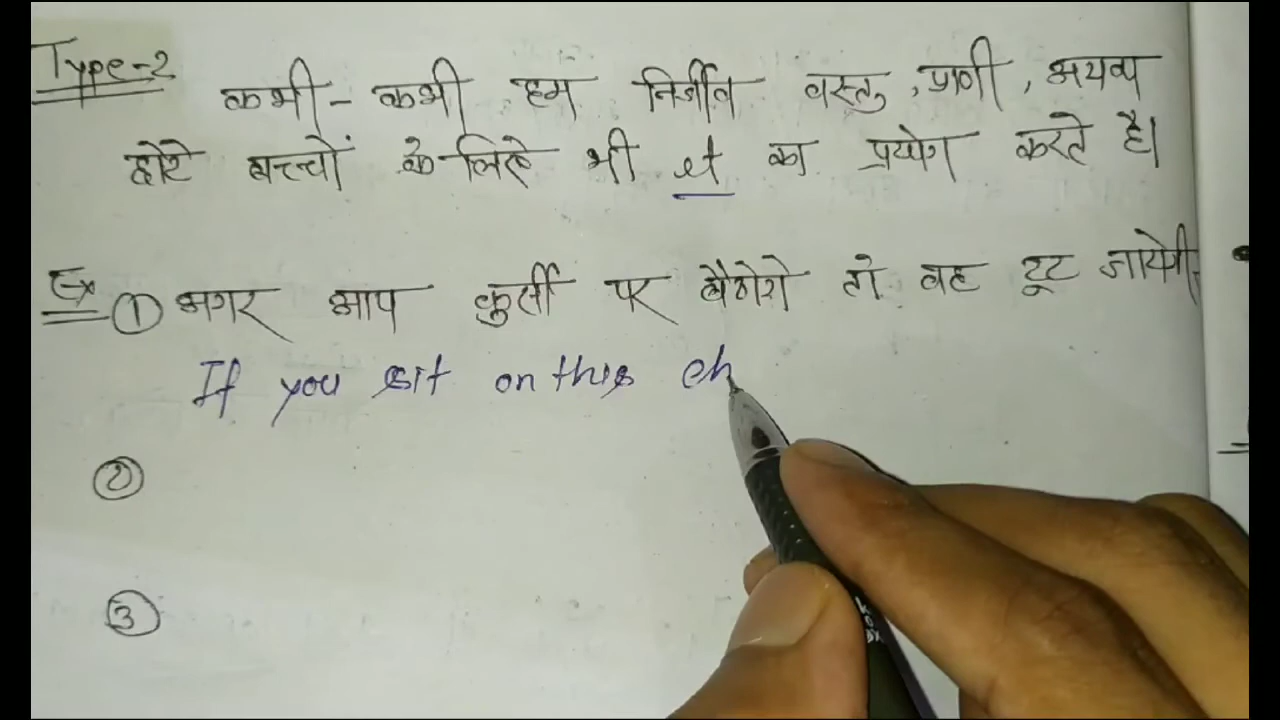 Type-2
कभी-कभी हम निर्जीव वस्तु, प्राणी, अथवा
छोटे बच्चों के लिए भी it का प्रयोग करते है।
Ex ① अगर आप कुर्सी पर बैठोगे तो वह टूट जायेगी
If you sit on this ch
②
③